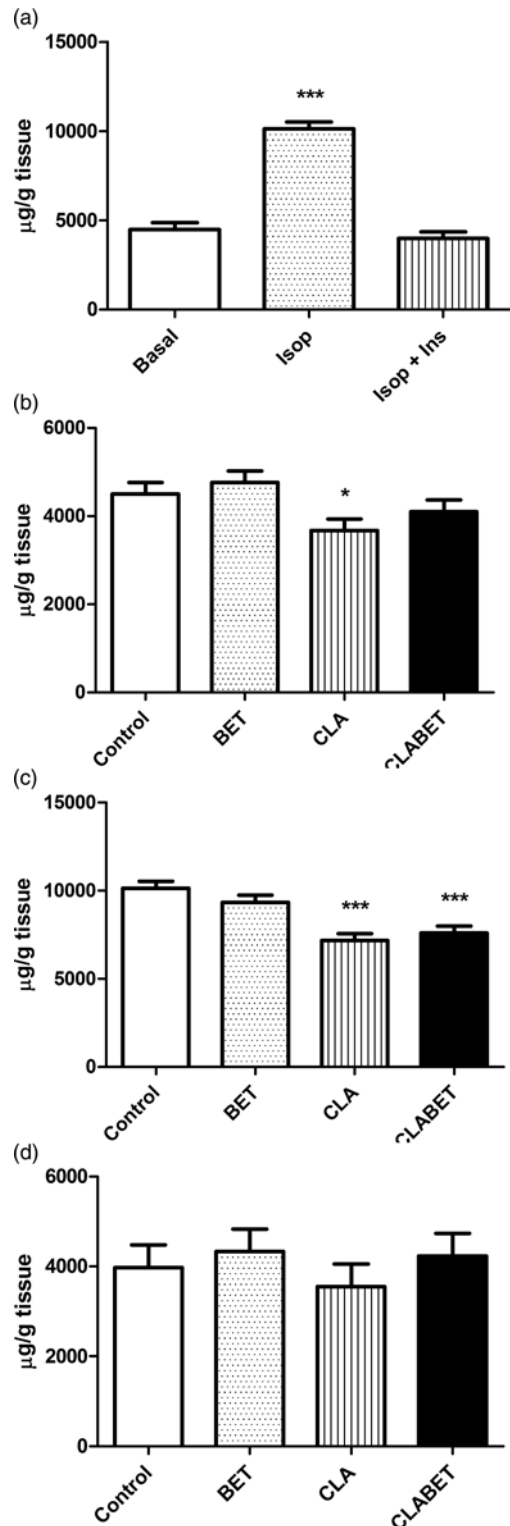 (a)
15000
***
10000
5000
0
μg/g tissue
Basal
Isop
Isop + Ins
(b)
6000
*
4000
2000
0
μg/g tissue
Control
BET
CLA
CLABET
(c)
15000
10000
*** ***
5000
0
μg/g tissue
Control
BET
CLA
CLABET
(d)
6000
4000
2000
0
μg/g tissue
Control
BET
CLA
CLABET